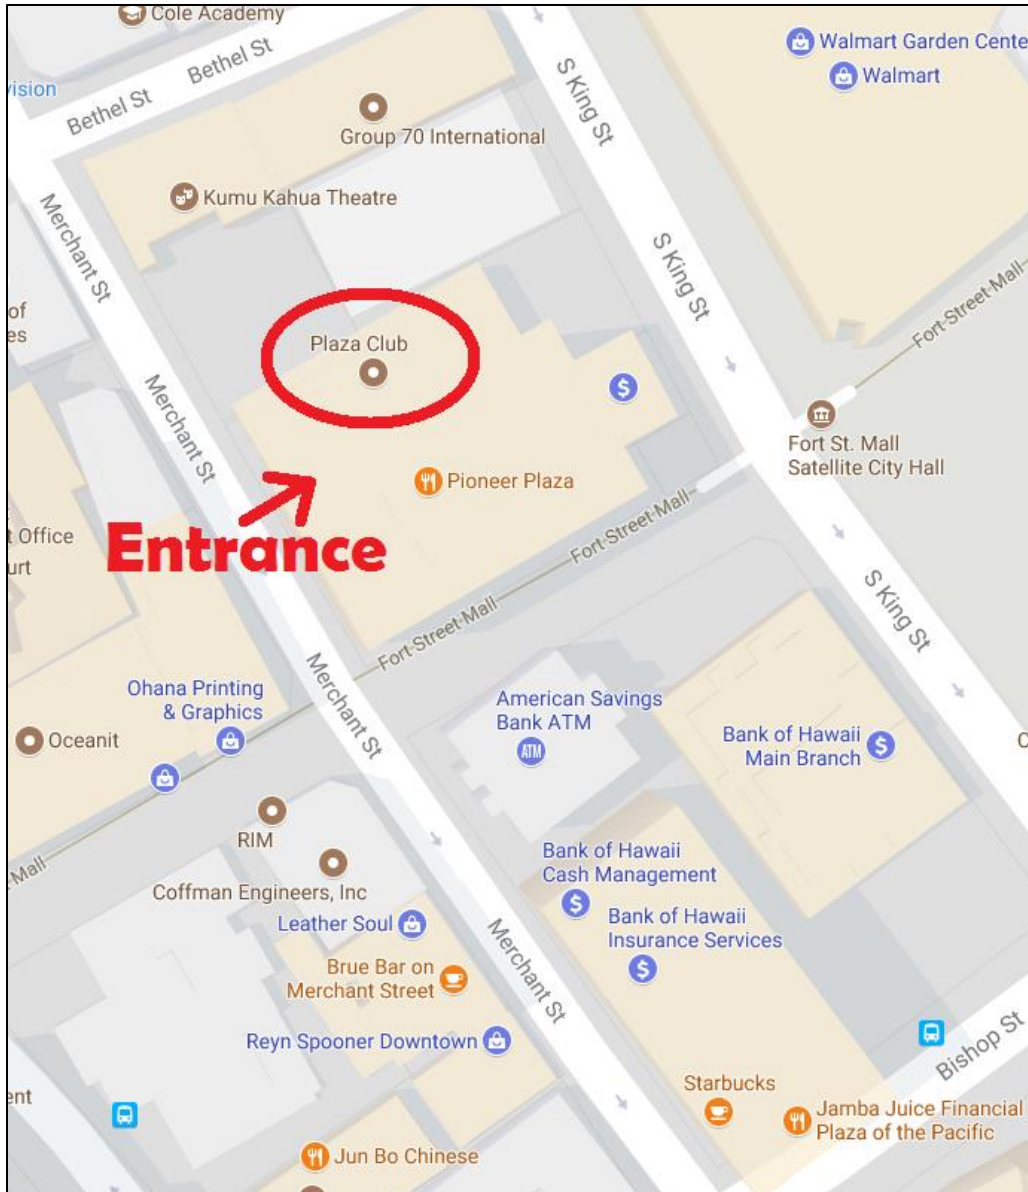 Cole Academy
Bethel St
Bethel St
vision
S King St
Walmart Garden Cente
Walmart
Group 70 International
Kumu Kahua Theatre
Merchant St
S King St
Fort Street Mall
of
es
Plaza Club
Merchant St
Fort St. Mall
Satellite City Hall
Pioneer Plaza
Entrance
t Office
urt
Fort Street Mall
S King St
Fort Street Mall
Merchant St
Ohana Printing
& Graphics
Oceanit
American Savings
Bank ATM
ATM
Bank of Hawaii
Main Branch
C
RIM
Mall
Coffman Engineers, Inc
Bank of Hawaii
Cash Management
Leather Soul
Bank of Hawaii
Insurance Services
Brue Bar on
Merchant Street
Merchant St
Reyn Spooner Downtown
Bishop St
ent
Starbucks
Jamba Juice Financial
Plaza of the Pacific
Jun Bo Chinese